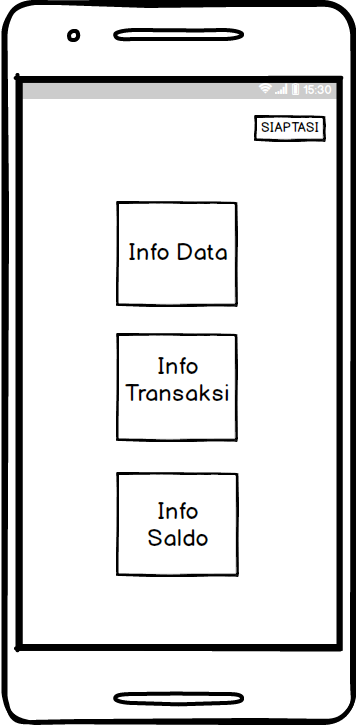 15:30
SIAPTASI
Info Data
Info
Transaksi
Info
Saldo